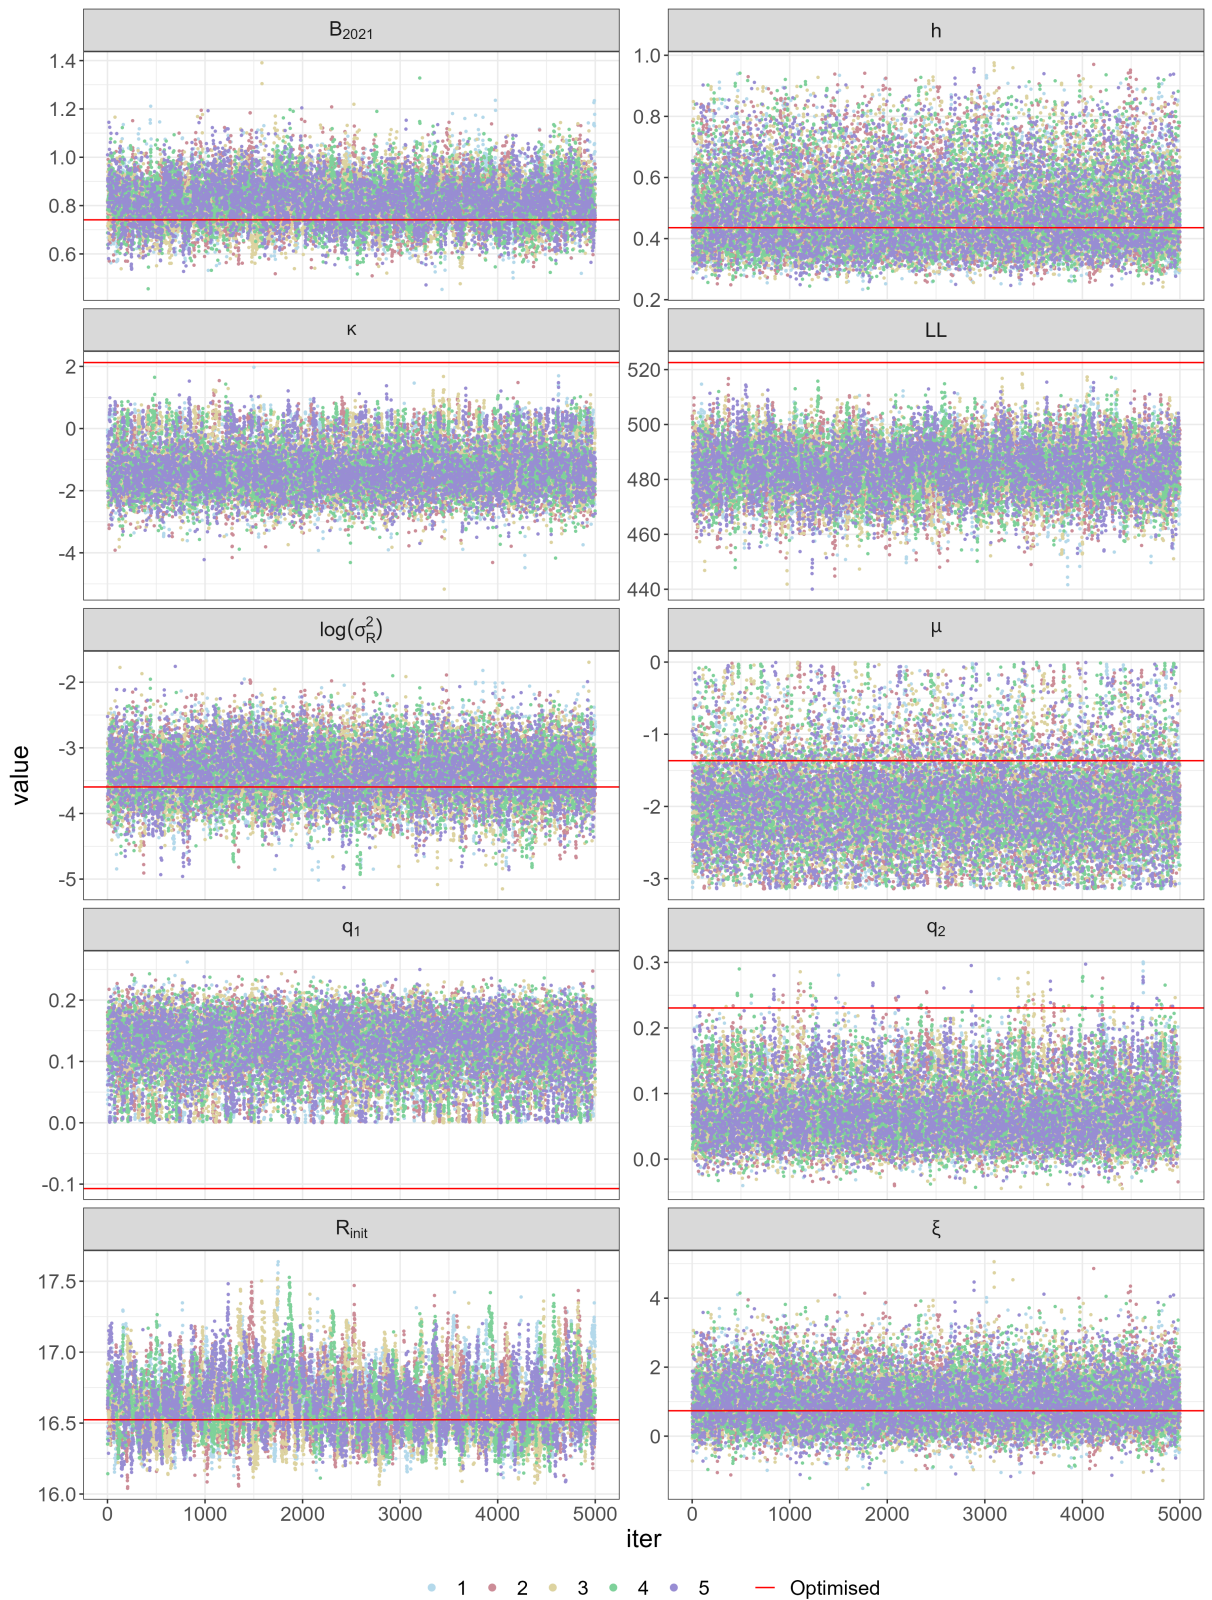 B₂₀₂₁
h
1.4
1.2
1.0
0.8
0.6
1.0
0.8
0.6
0.4
0.2
κ
LL
2
0
-2
-4
520
500
480
460
440
log(σ²_R)
μ
-2
-3
-4
-5
0
-1
-2
-3
q₁
q₂
0.2
0.1
0.0
-0.1
0.3
0.2
0.1
0.0
R_init
ξ
17.5
17.0
16.5
16.0
4
2
0
0 1000 2000 3000 4000 5000
0 1000 2000 3000 4000 5000
value
iter
1 2 3 4 5 Optimised